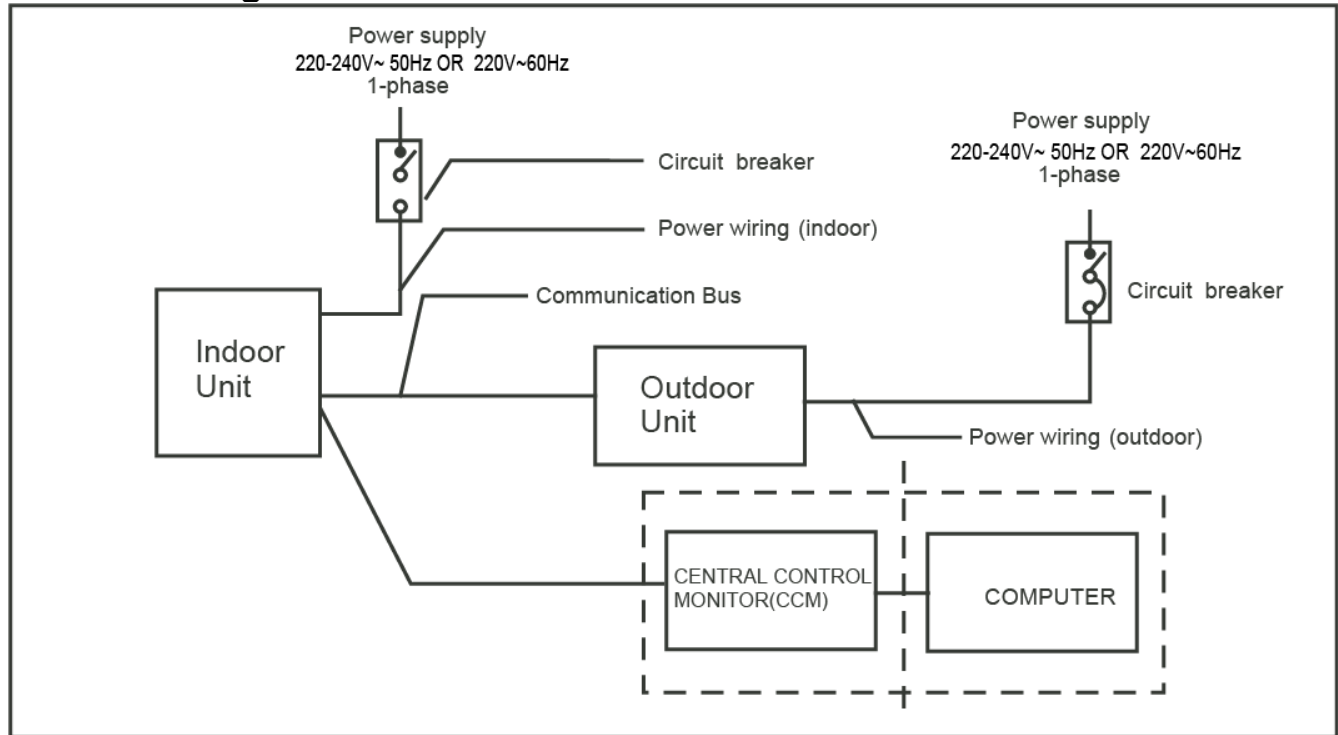 Power supply
220-240V~ 50Hz OR 220V~60Hz
1-phase
Circuit breaker
Power wiring (indoor)
Communication Bus
Indoor
Unit
Power supply
220-240V~ 50Hz OR 220V~60Hz
1-phase
Circuit breaker
Outdoor
Unit
Power wiring (outdoor)
CENTRAL CONTROL
MONITOR(CCM)
COMPUTER